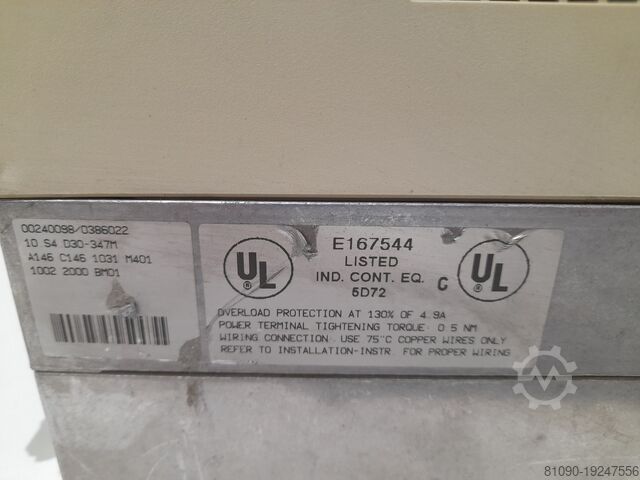 00240098/0386022
10 S4 D30-347M
A146 C146 1031 M401
1002 2000 BM01
UL
®
E167544
LISTED
IND. CONT. EQ.
5D72
C UL
®
OVERLOAD PROTECTION AT 130% OF 4.9A
POWER TERMINAL TIGHTENING TORQUE: 0.5 NM
WIRING CONNECTION: USE 75°C COPPER WIRES ONLY
REFER TO INSTALLATION-INSTR. FOR PROPER WIRING
81090-19247556